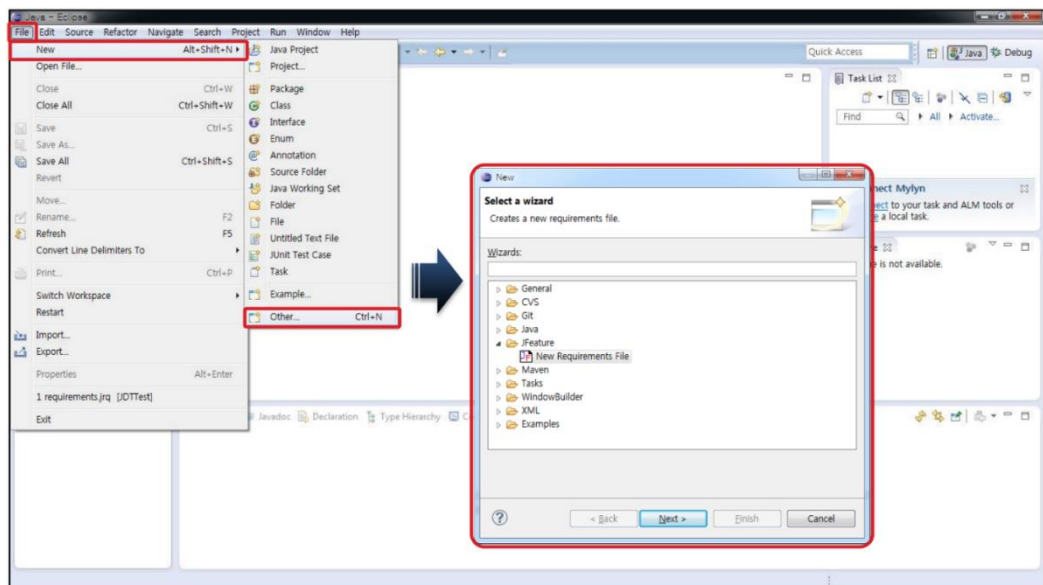 Java - Eclipse
File Edit Source Refactor Navigate Search Project Run Window Help
Quick Access
Java
Debug
New Alt+Shift+N
Open File...
Close Ctrl+W
Close All Ctrl+Shift+W
Save Ctrl+S
Save As...
Save All Ctrl+Shift+S
Revert
Move...
Rename... F2
Refresh F5
Convert Line Delimiters To
Print... Ctrl+P
Switch Workspace
Restart
Import...
Export...
Properties Alt+Enter
1 requirements.jrq [JDTTest]
Exit
Java Project
Project...
Package
Class
Interface
Enum
Annotation
Source Folder
Java Working Set
Folder
File
Untitled Text File
JUnit Test Case
Task
Example...
Other... Ctrl+N
New
Select a wizard
Creates a new requirements file.
Wizards:
General
CVS
Git
Java
JFeature
New Requirements File
Maven
Tasks
WindowBuilder
XML
Examples
< Back
Next >
Finish
Cancel
Task List
Find
All
Activate...
nect Mylyn
ect to your task and ALM tools or
e a local task.
e is not available.
Javadoc
Declaration
Type Hierarchy
C